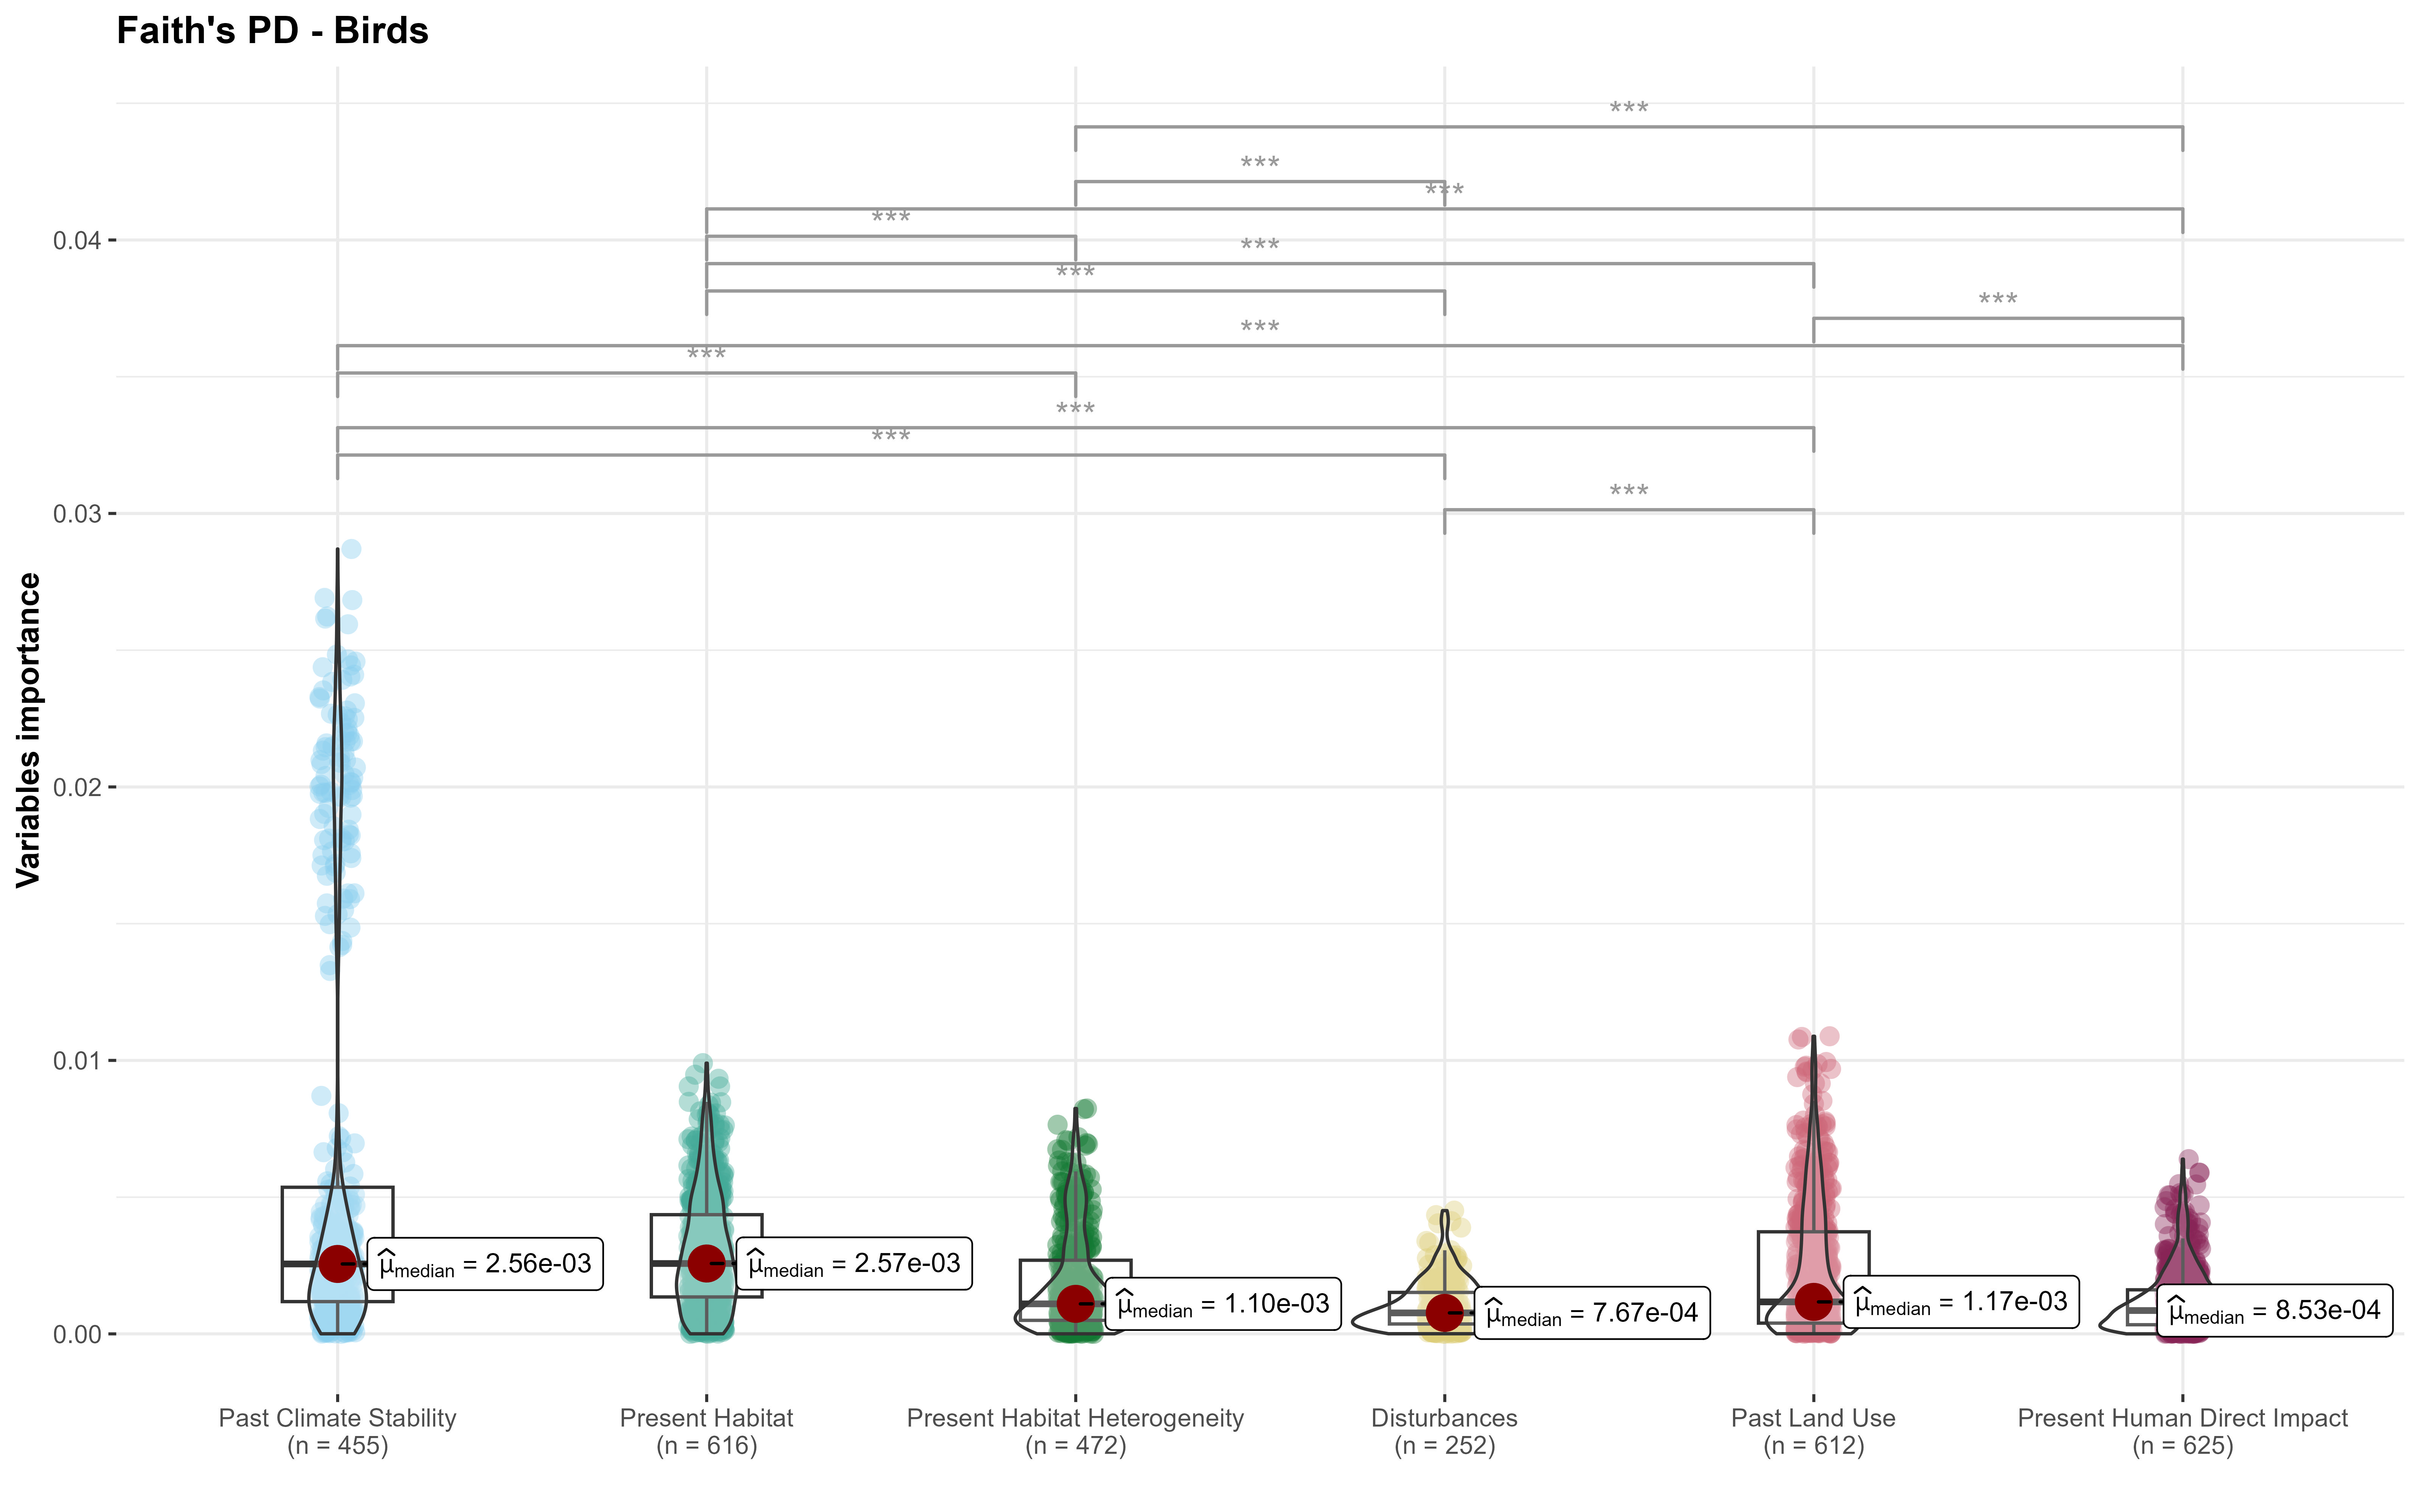 Faith's PD - Birds
***
***
***
***
***
***
***
***
***
***
***
***
Variables importance
0.04
0.03
0.02
0.01
0.00
μ̂median = 2.56e-03
μ̂median = 2.57e-03
μ̂median = 1.10e-03
μ̂median = 7.67e-04
μ̂median = 1.17e-03
μ̂median = 8.53e-04
Past Climate Stability
(n = 455)
Present Habitat
(n = 616)
Present Habitat Heterogeneity
(n = 472)
Disturbances
(n = 252)
Past Land Use
(n = 612)
Present Human Direct Impact
(n = 625)